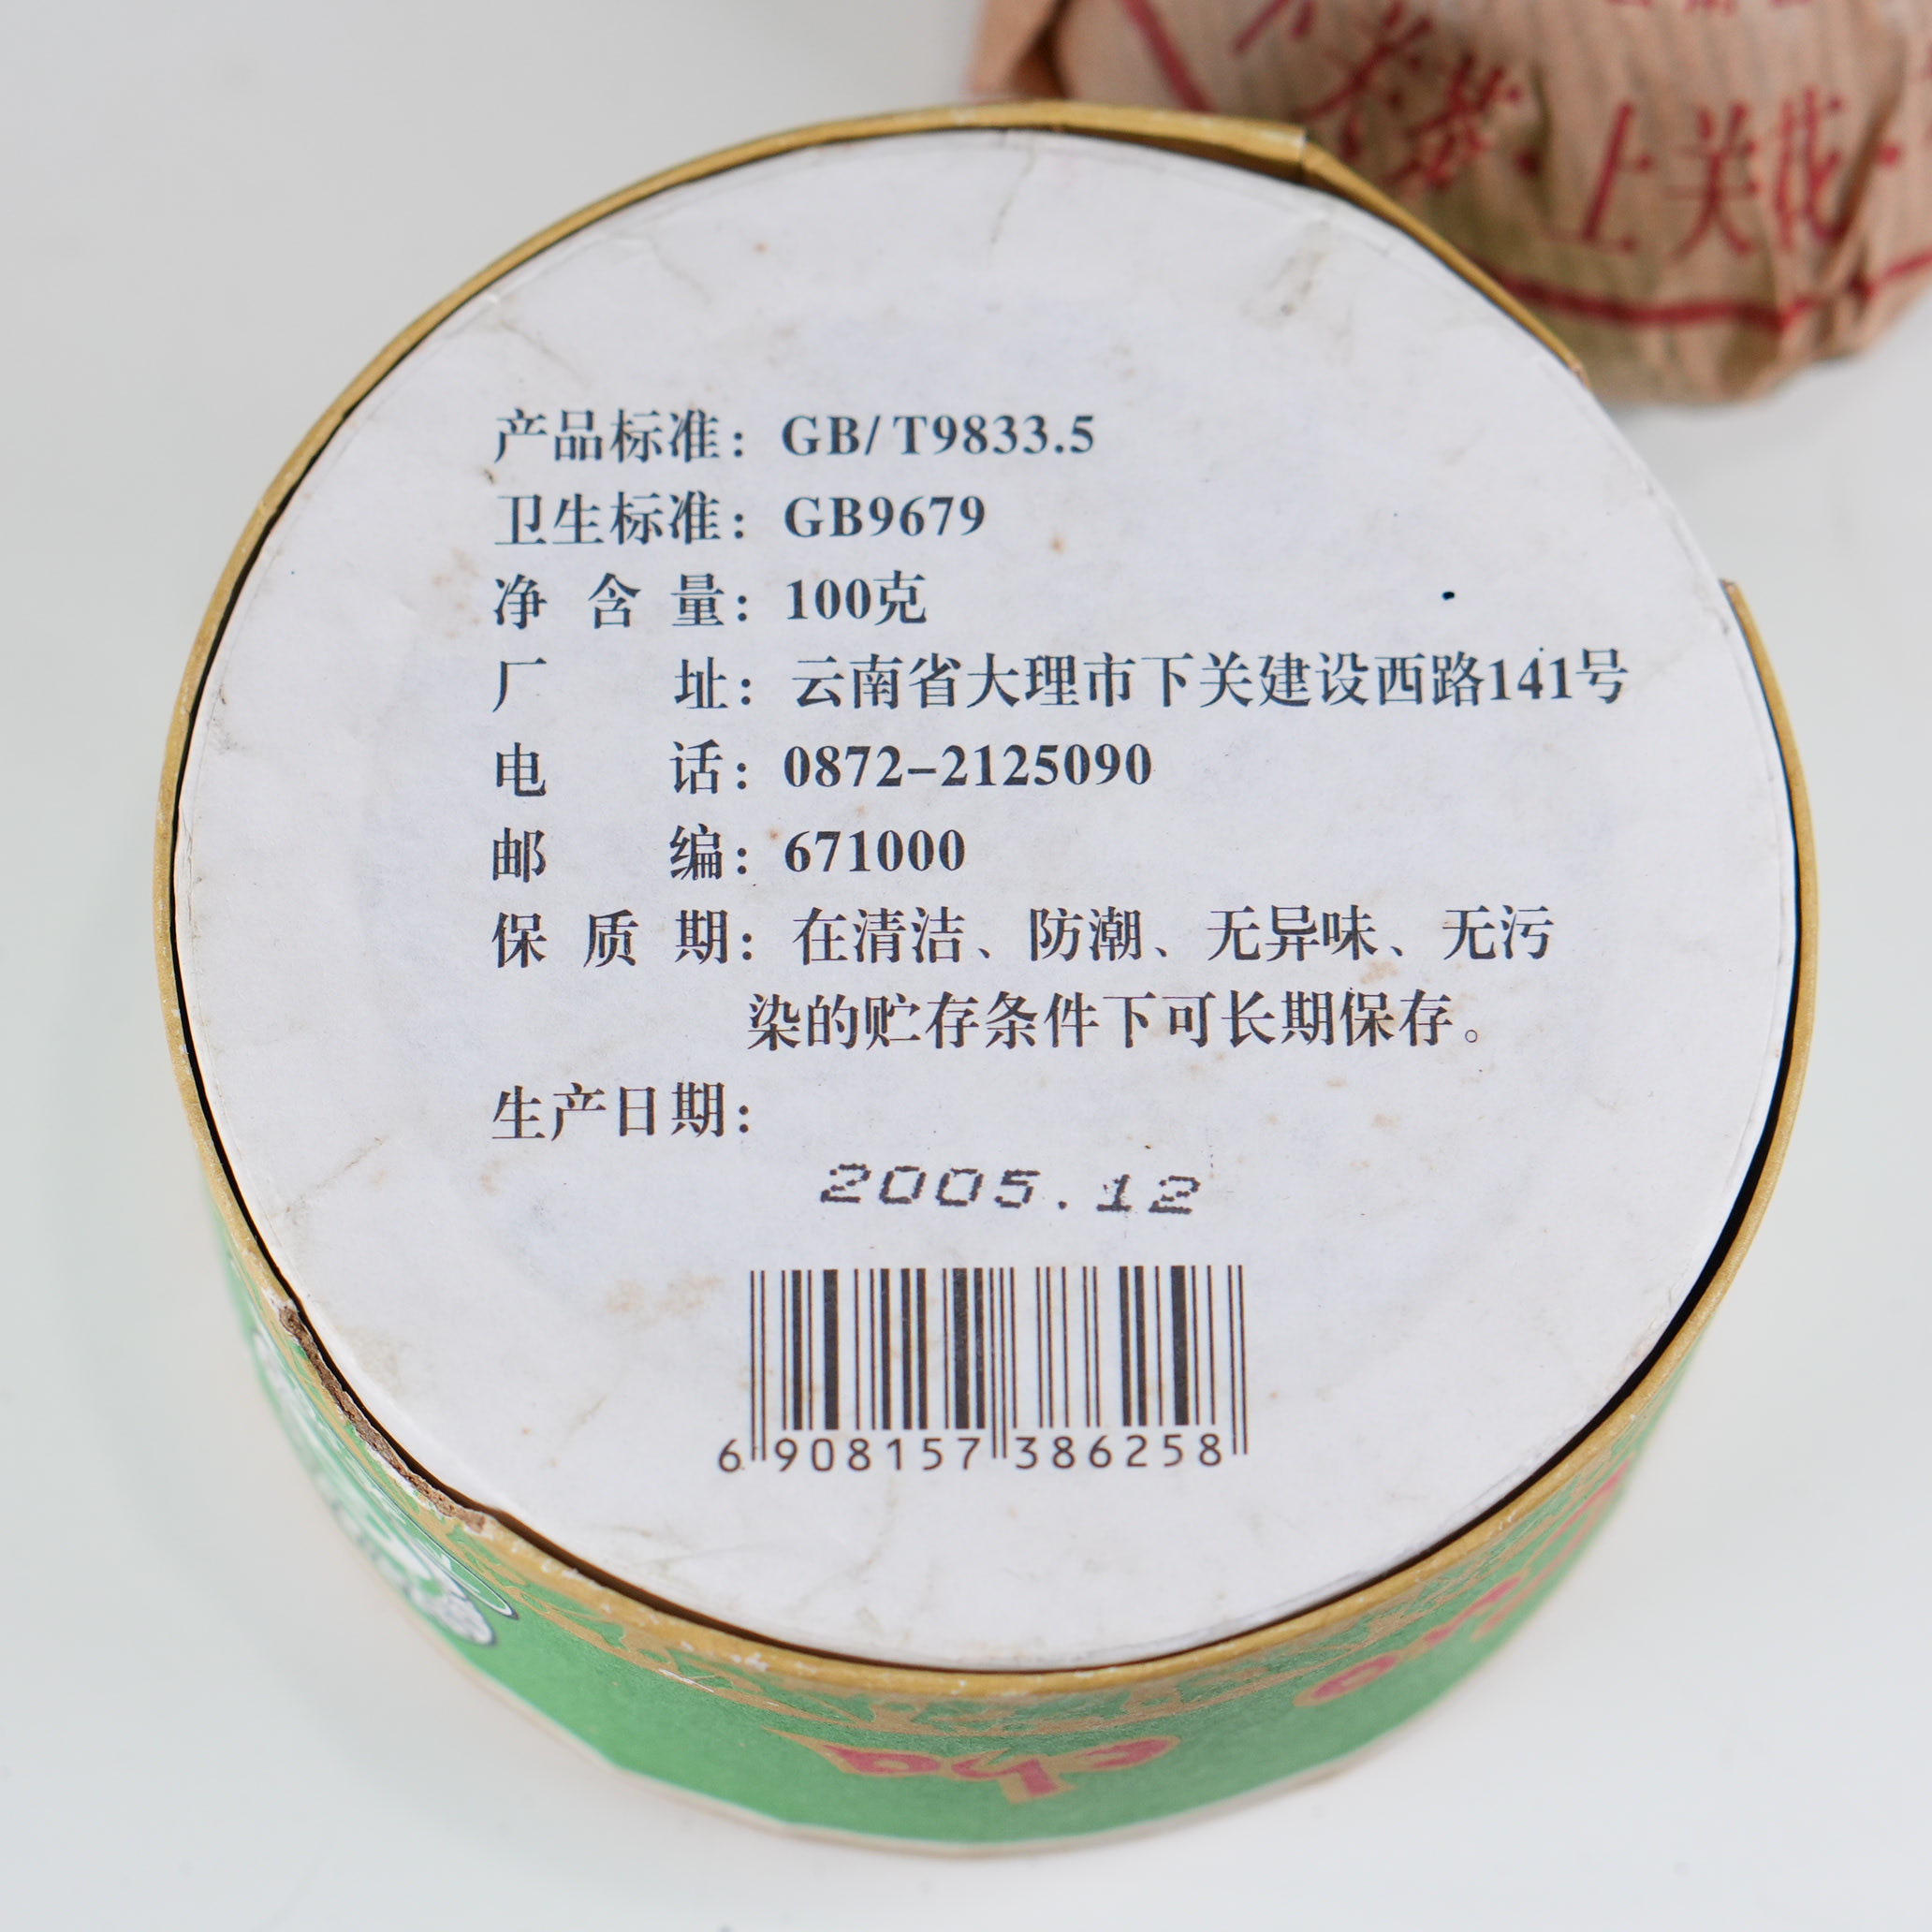 上关花·
产品标准：GB/T9833.5
卫生标准：GB9679
净含量：100克
厂址：云南省大理市下关建设西路141号
电话：0872-2125090
邮编：671000
保质期：在清洁、防潮、无异味、无污
染的贮存条件下可长期保存。
生产日期：
2005.12
6 908157 386258